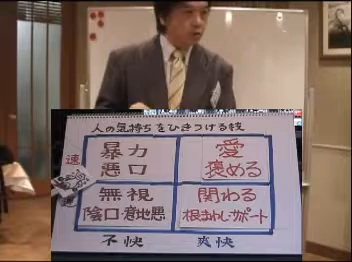 人の気持ちをひきつける技
速
暴力
悪口
愛
褒める
無視
陰口・意地悪
関わる
根まわし・サポート
不快
爽快